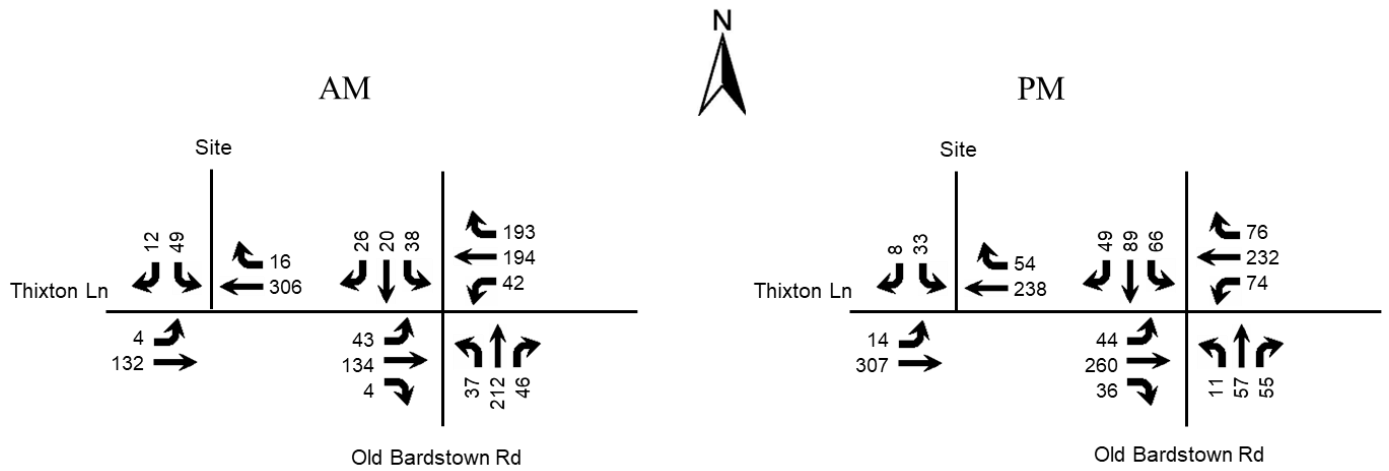 N
AM
PM
Site
12 49
16
306
26 20 38
193
194
42
Thixton Ln
4
132
43
134
4
37 212 46
Old Bardstown Rd
Site
8 33
54
238
49 89 66
76
232
74
Thixton Ln
14
307
44
260
36
11 57 55
Old Bardstown Rd